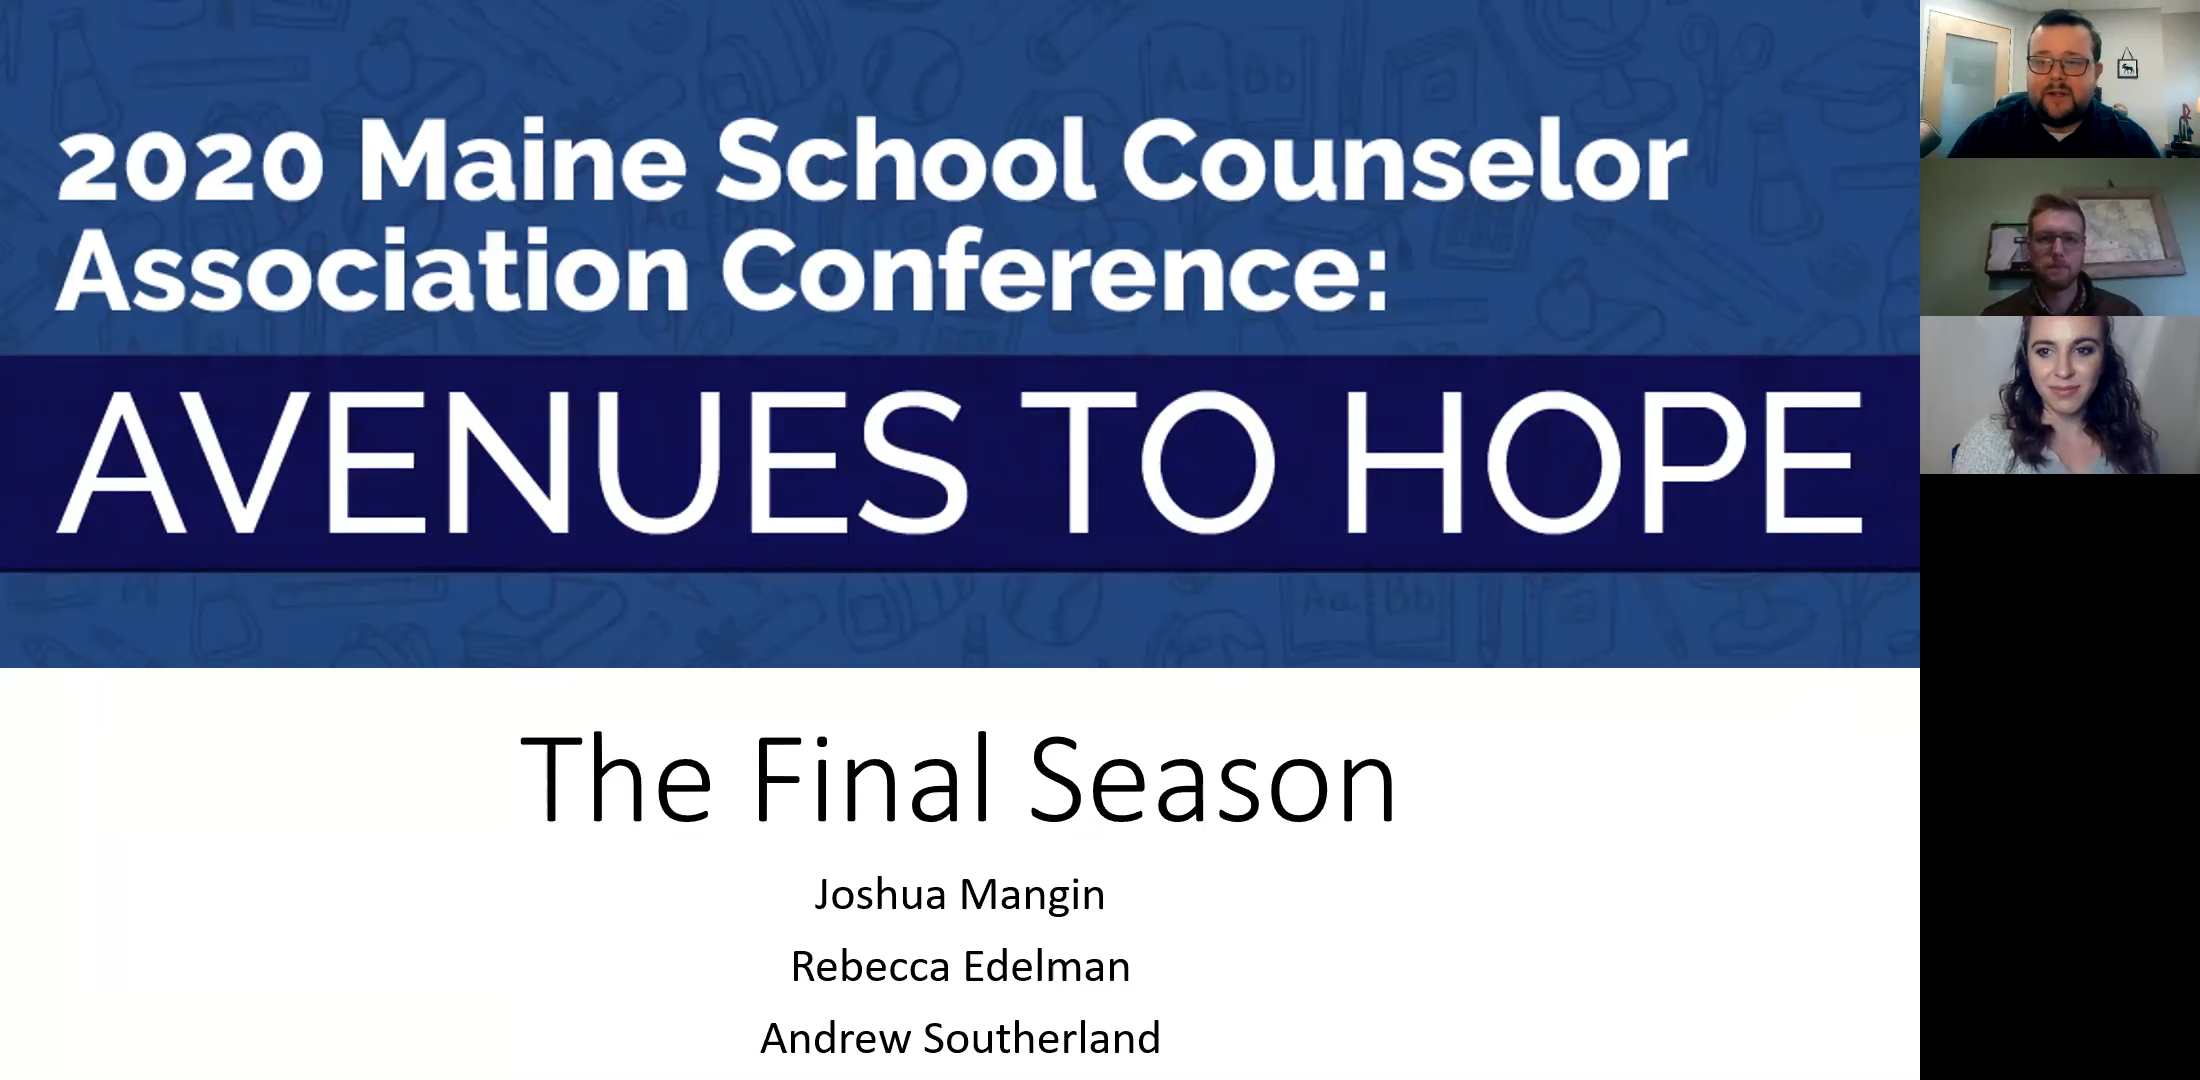 2020 Maine School Counselor
Association Conference:
AVENUES TO HOPE
The Final Season
Joshua Mangin
Rebecca Edelman
Andrew Southerland